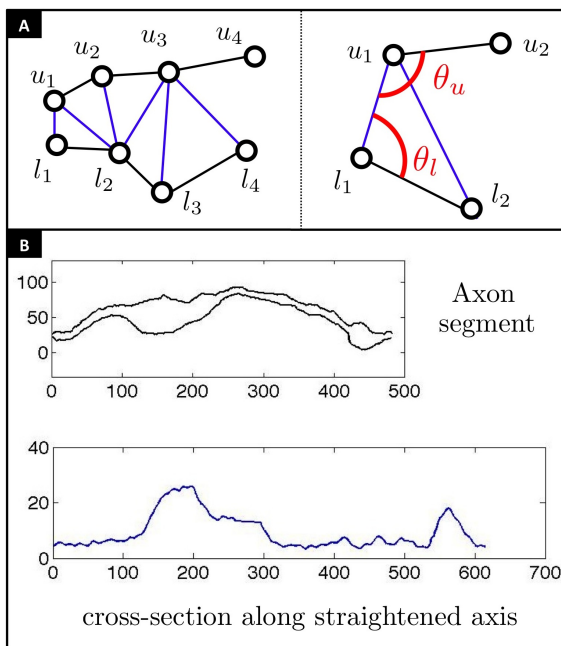 A
u1 u2 u3 u4
l1 l2 l3 l4
u1 u2
θu
θl
l1
l2
B
100
50
0
0 100 200 300 400 500
Axon
segment
40
20
0
0 100 200 300 400 500 600 700
cross-section along straightened axis